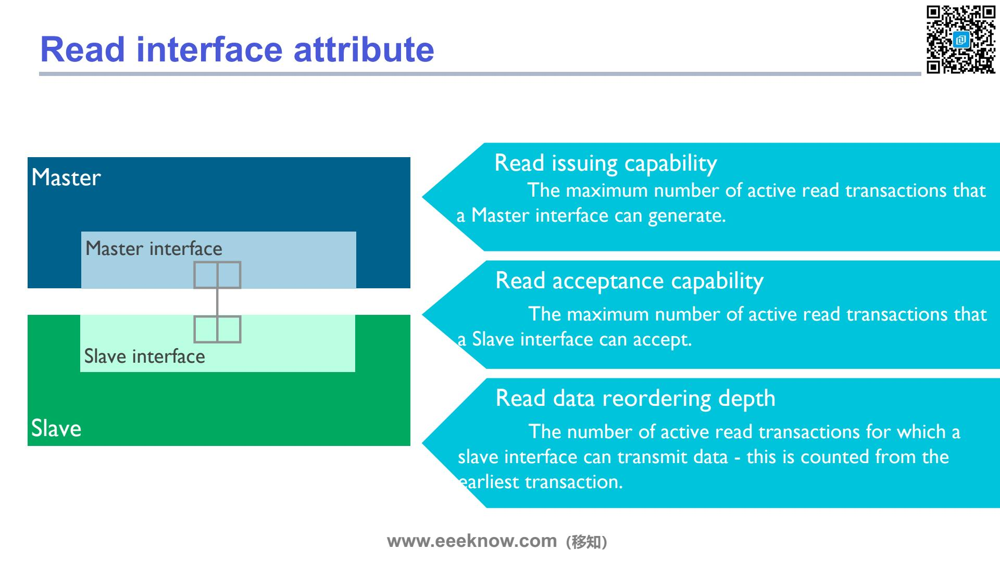 Read interface attribute
Master
Master interface
Slave interface
Slave
Read issuing capability
The maximum number of active read transactions that
a Master interface can generate.
Read acceptance capability
The maximum number of active read transactions that
a Slave interface can accept.
Read data reordering depth
The number of active read transactions for which a
slave interface can transmit data - this is counted from the
earliest transaction.
www.eeeknow.com (移知)